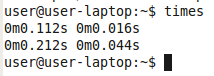 user@user-laptop:~$ times
0m0.112s 0m0.016s
0m0.212s 0m0.044s
user@user-laptop:~$